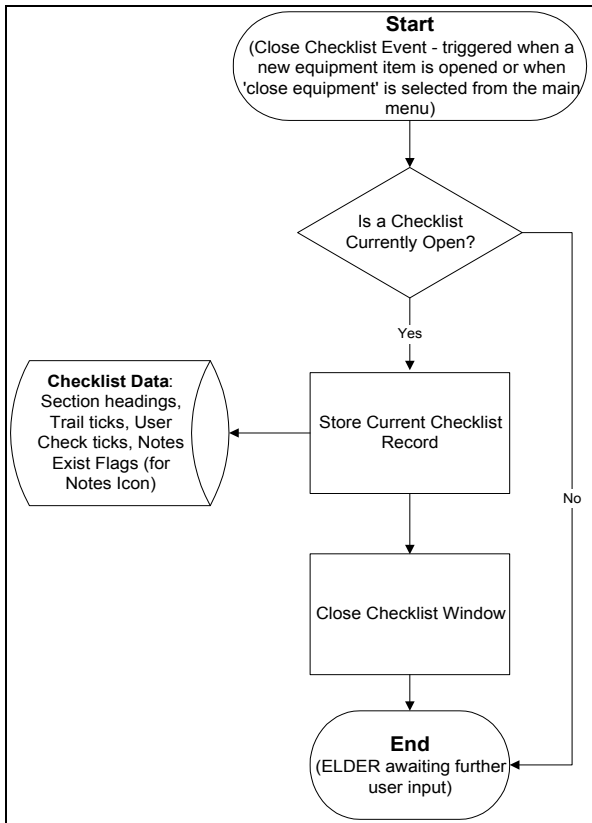 Start
(Close Checklist Event - triggered when a
new equipment item is opened or when
'close equipment' is selected from the main
menu)
Is a Checklist
Currently Open?
Yes
Checklist Data:
Section headings,
Trail ticks, User
Check ticks, Notes
Exist Flags (for
Notes Icon)
Store Current Checklist
Record
No
Close Checklist Window
End
(ELDER awaiting further
user input)